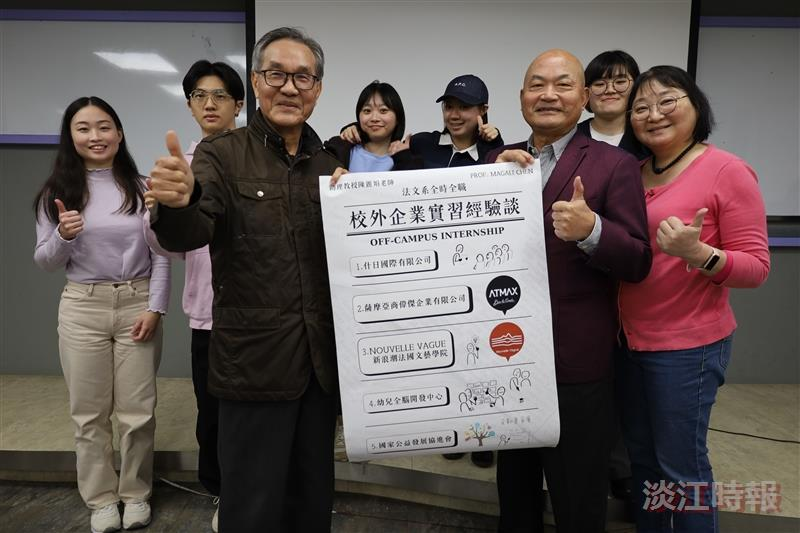 助理教授陳麗娟老師
PROF: MAGALI CHEN
法文系全時全職
校外企業實習經驗談
OFF-CAMPUS INTERNSHIP
1.什日國際有限公司
2.薩摩亞商偉傑企業有限公司
ATMAX
3.NOUVELLE VAGUE
新浪潮法國文藝學院
Nouvelle Vague
4.幼兒全腦開發中心
5.國家公益發展協進會
淡江時報